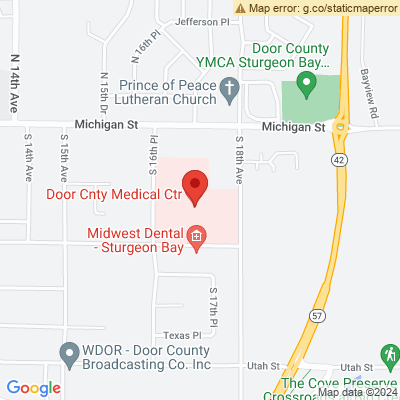 Map error: g.co/staticmaperror
Jefferson Pl
N 14th Ave
N 16th Pl
N 15th Dr
Door County
YMCA Sturgeon Bay...
Bayview Rd
Prince of Peace
Lutheran Church
Michigan St
Michigan St
S 14th Ave
S 15th Ave
S 16th Pl
S 18th Ave
42
Door Cnty Medical Ctr
Midwest Dental
- Sturgeon Bay
S 17th Pl
57
Texas Pl
WDOR - Door County
Broadcasting Co. Inc
Utah St
Utah St
The Cove Preserve
Google
Map data ©2024